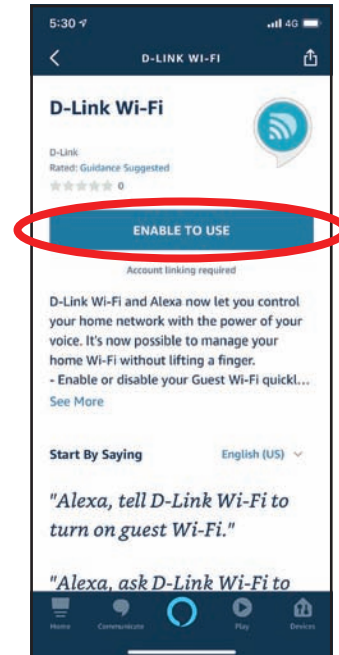 5:30
4G
D-LINK WI-FI
D-Link Wi-Fi
D-Link
Rated: Guidance Suggested
0
ENABLE TO USE
Account linking required
D-Link Wi-Fi and Alexa now let you control
your home network with the power of your
voice. It's now possible to manage your
home Wi-Fi without lifting a finger.
- Enable or disable your Guest Wi-Fi quickl...
See More
Start By Saying English (US)
"Alexa, tell D-Link Wi-Fi to
turn on guest Wi-Fi."
"Alexa, ask D-Link Wi-Fi to
Home Communicate Play Devices